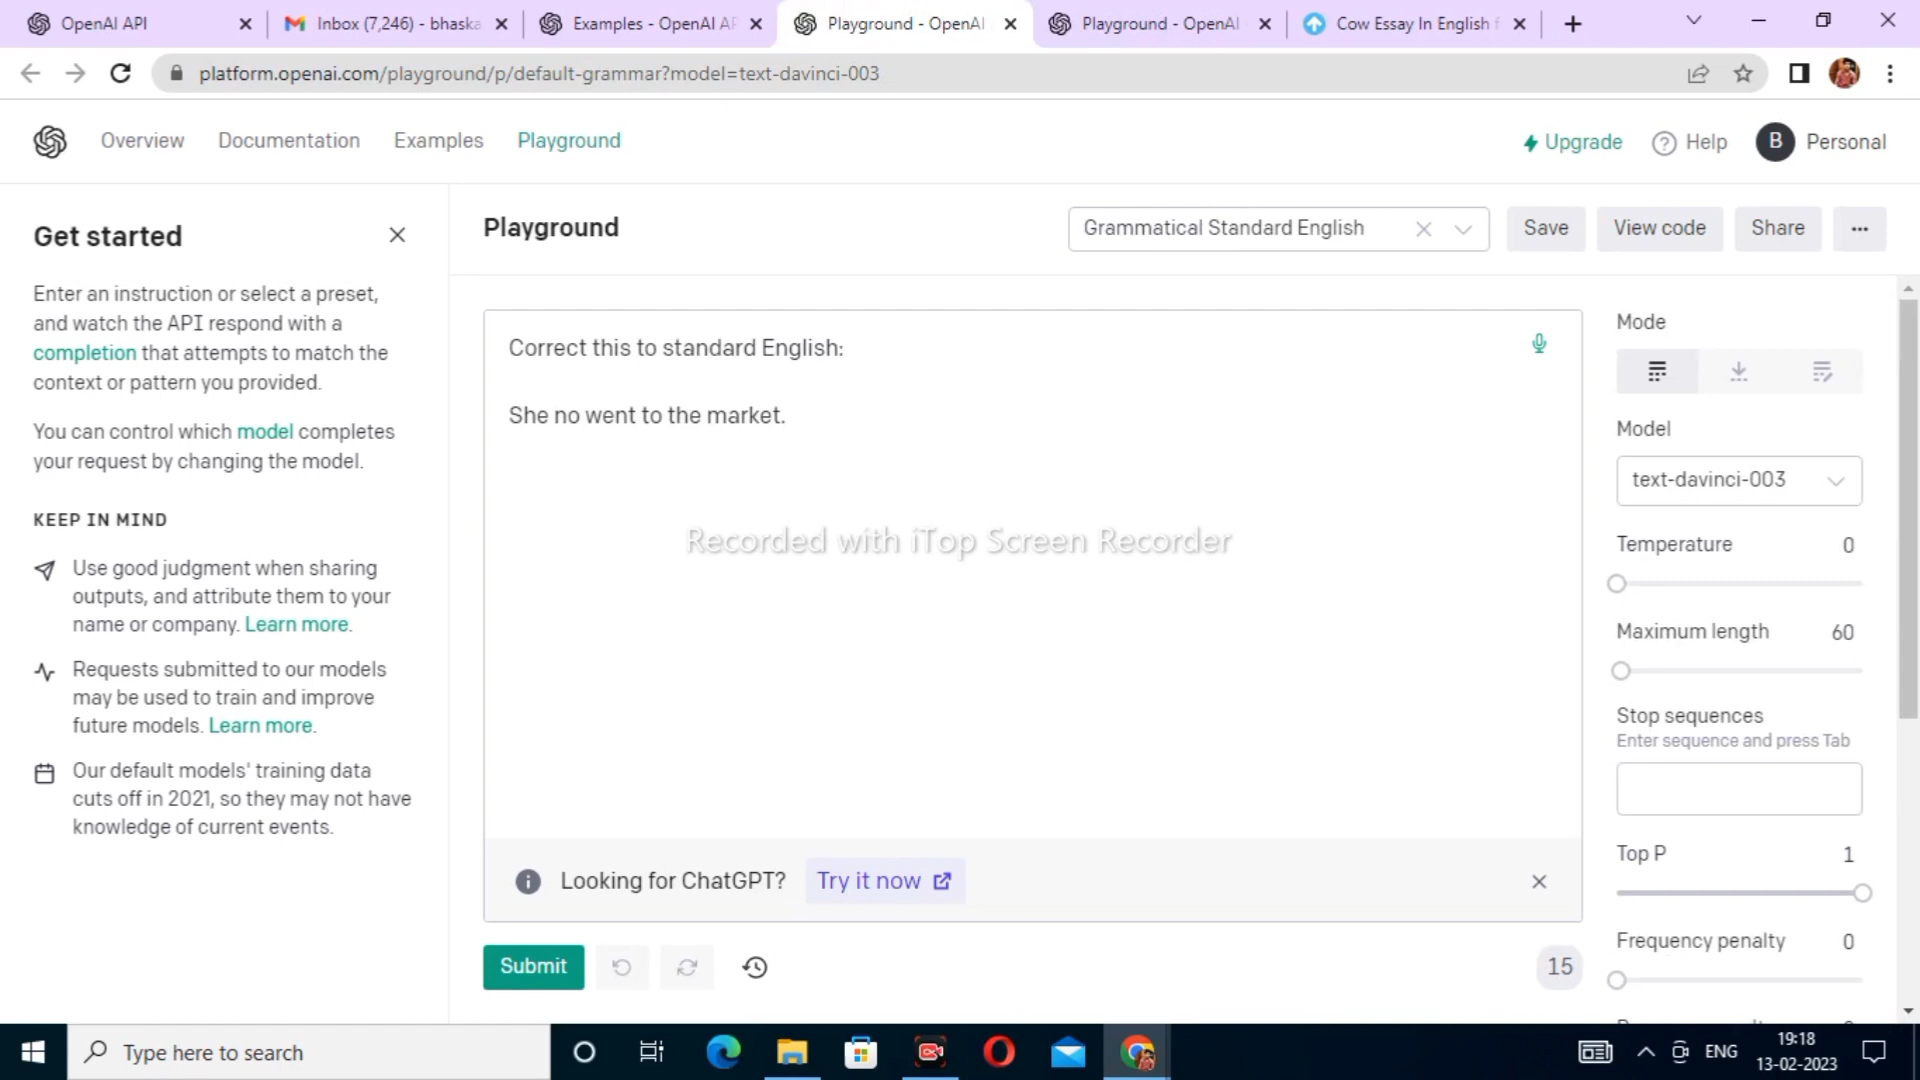 OpenAI API
Inbox (7,246) - bhaska
Examples - OpenAI AP
Playground - OpenAI
Playground - OpenAI
Cow Essay In English f
platform.openai.com/playground/p/default-grammar?model=text-davinci-003
Overview
Documentation
Examples
Playground
Upgrade
Help
B
Personal
Get started
Enter an instruction or select a preset,
and watch the API respond with a
completion that attempts to match the
context or pattern you provided.
You can control which model completes
your request by changing the model.
KEEP IN MIND
Use good judgment when sharing
outputs, and attribute them to your
name or company. Learn more.
Requests submitted to our models
may be used to train and improve
future models. Learn more.
Our default models' training data
cuts off in 2021, so they may not have
knowledge of current events.
Playground
Grammatical Standard English
Save
View code
Share
Correct this to standard English:
She no went to the market.
Recorded with iTop Screen Recorder
Looking for ChatGPT?
Try it now
Submit
15
Mode
Model
text-davinci-003
Temperature 0
Maximum length 60
Stop sequences
Enter sequence and press Tab
Top P 1
Frequency penalty 0
Type here to search
ENG
19:18
13-02-2023